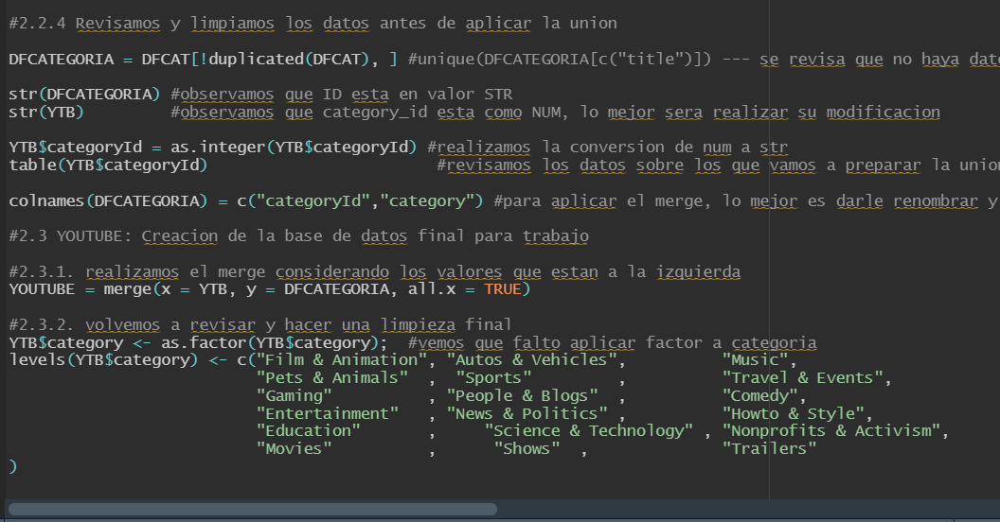 #2.2.4 Revisamos y limpiamos los datos antes de aplicar la union
DFCATEGORIA = DFCAT[!duplicated(DFCAT), ] #unique(DFCATEGORIA[c("title")]) --- se revisa que no haya dat
str(DFCATEGORIA) #observamos que ID esta en valor STR
str(YTB) #observamos que category_id esta como NUM, lo mejor sera realizar su modificacion
YTB$categoryId = as.integer(YTB$categoryId) #realizamos la conversion de num a str
table(YTB$categoryId) #revisamos los datos sobre los que vamos a preparar la union
colnames(DFCATEGORIA) = c("categoryId","category") #para aplicar el merge, lo mejor es darle renombrar y
#2.3 YOUTUBE: Creacion de la base de datos final para trabajo
#2.3.1. realizamos el merge considerando los valores que estan a la izquierda
YOUTUBE = merge(x = YTB, y = DFCATEGORIA, all.x = TRUE)
#2.3.2. volvemos a revisar y hacer una limpieza final
YTB$category <- as.factor(YTB$category); #vemos que falto aplicar factor a categoria
levels(YTB$category) <- c("Film & Animation", "Autos & Vehicles", "Music",
"Pets & Animals" , "Sports" , "Travel & Events",
"Gaming" , "People & Blogs" , "Comedy",
"Entertainment" , "News & Politics" , "Howto & Style",
"Education" , "Science & Technology" , "Nonprofits & Activism",
"Movies" , "Shows" , "Trailers"
)